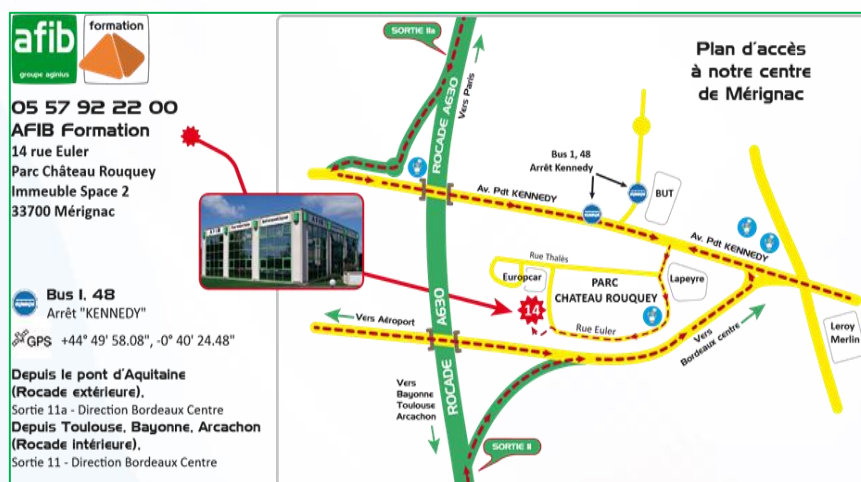 afib
groupe aginius
formation
05 57 92 22 00
AFIB Formation
14 rue Euler
Parc Château Rouquey
Immeuble Space 2
33700 Mérignac
Bus 1, 48
Arrêt "KENNEDY"
GPS +44° 49' 58.08", -0° 40' 24.48"
Depuis le pont d'Aquitaine
(Rocade extérieure),
Sortie 11a - Direction Bordeaux Centre
Depuis Toulouse, Bayonne, Arcachon
(Rocade intérieure),
Sortie 11 - Direction Bordeaux Centre
Plan d'accès
à notre centre
de Mérignac
SORTIE 11a
Vers Paris
ROCADE A630
Bus 1, 48
Arrêt Kennedy
BUT
Av. Pdt KENNEDY
Av. Pdt KENNEDY
AFIB
Rue Thalès
Europcar
PARC
CHATEAU ROUQUEY
Lapeyre
14
Rue Euler
Vers Aéroport
A630
ROCADE
Vers
Bordeaux centre
Leroy
Merlin
Vers
Bayonne
Toulouse
Arcachon
SORTIE 11